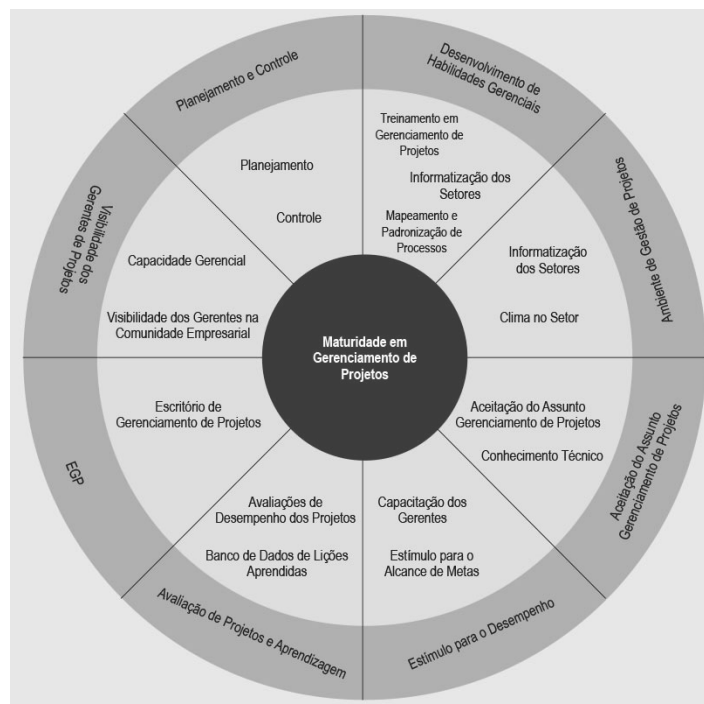 Planejamento e Controle
Desenvolvimento de
Habilidades Gerenciais
Treinamento em
Gerenciamento de
Projetos
Planejamento
Informatização dos
Setores
Controle
Mapeamento e
Padronização de
Processos
Ambiente de Gestão de Projetos
Visibilidade dos
Gerentes de Projetos
Capacidade Gerencial
Informatização
dos Setores
Visibilidade dos Gerentes na
Comunidade Empresarial
Clima no Setor
Maturidade em
Gerenciamento de
Projetos
Escritório de
Gerenciamento de Projetos
Aceitação do Assunto
Gerenciamento de Projetos
Conhecimento Técnico
EGP
Aceitação do Assunto
Gerenciamento de Projetos
Avaliações de
Desempenho dos Projetos
Capacitação dos
Gerentes
Banco de Dados de Lições
Aprendidas
Estímulo para o
Alcance de Metas
Avaliação de Projetos e Aprendizagem
Estímulo para o Desempenho